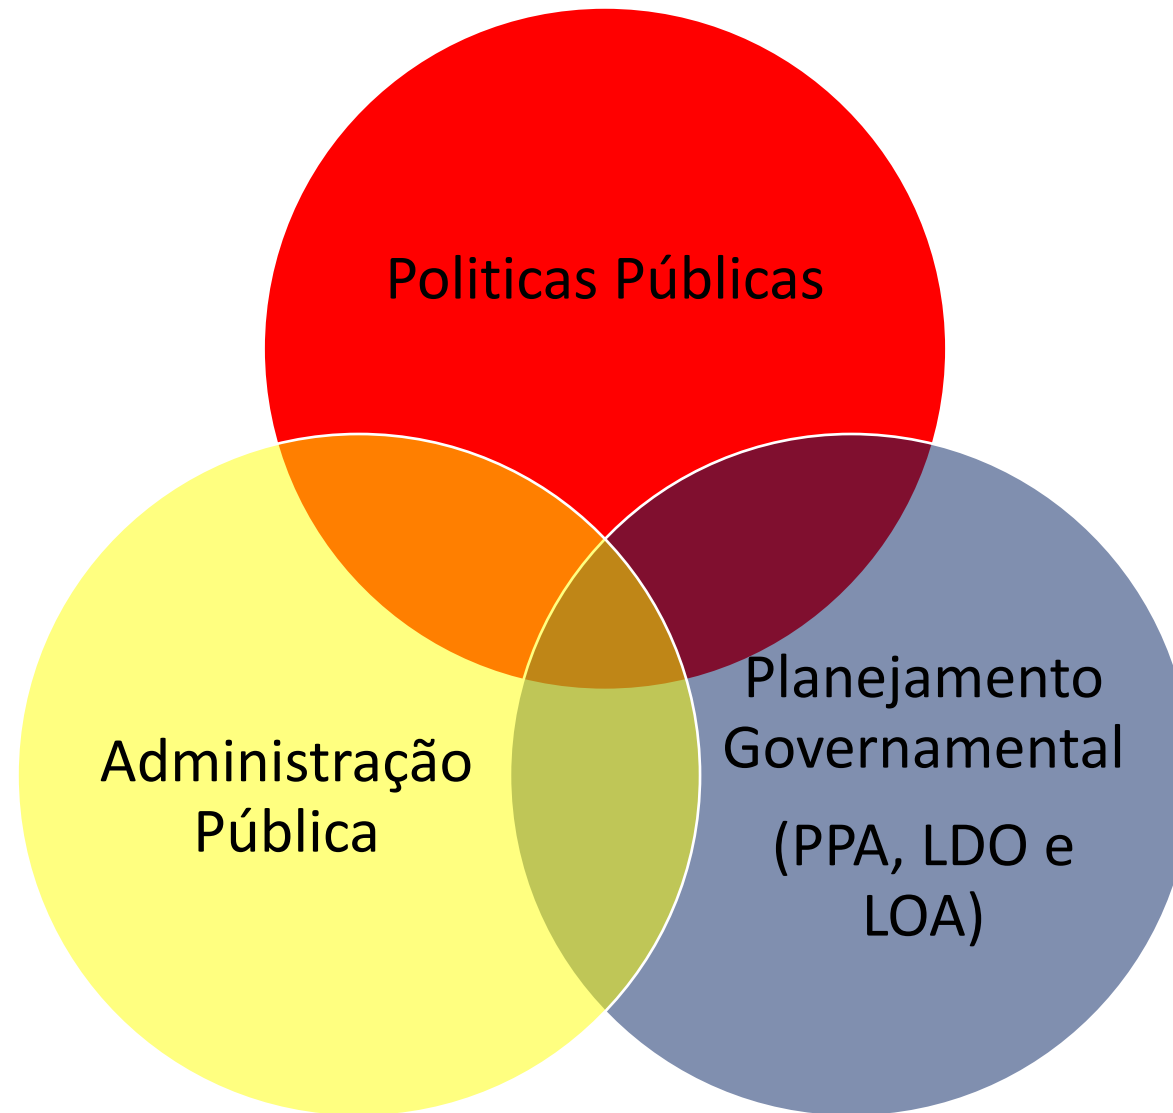 Politicas Públicas
Administração
Pública
Planejamento
Governamental
(PPA, LDO e
LOA)